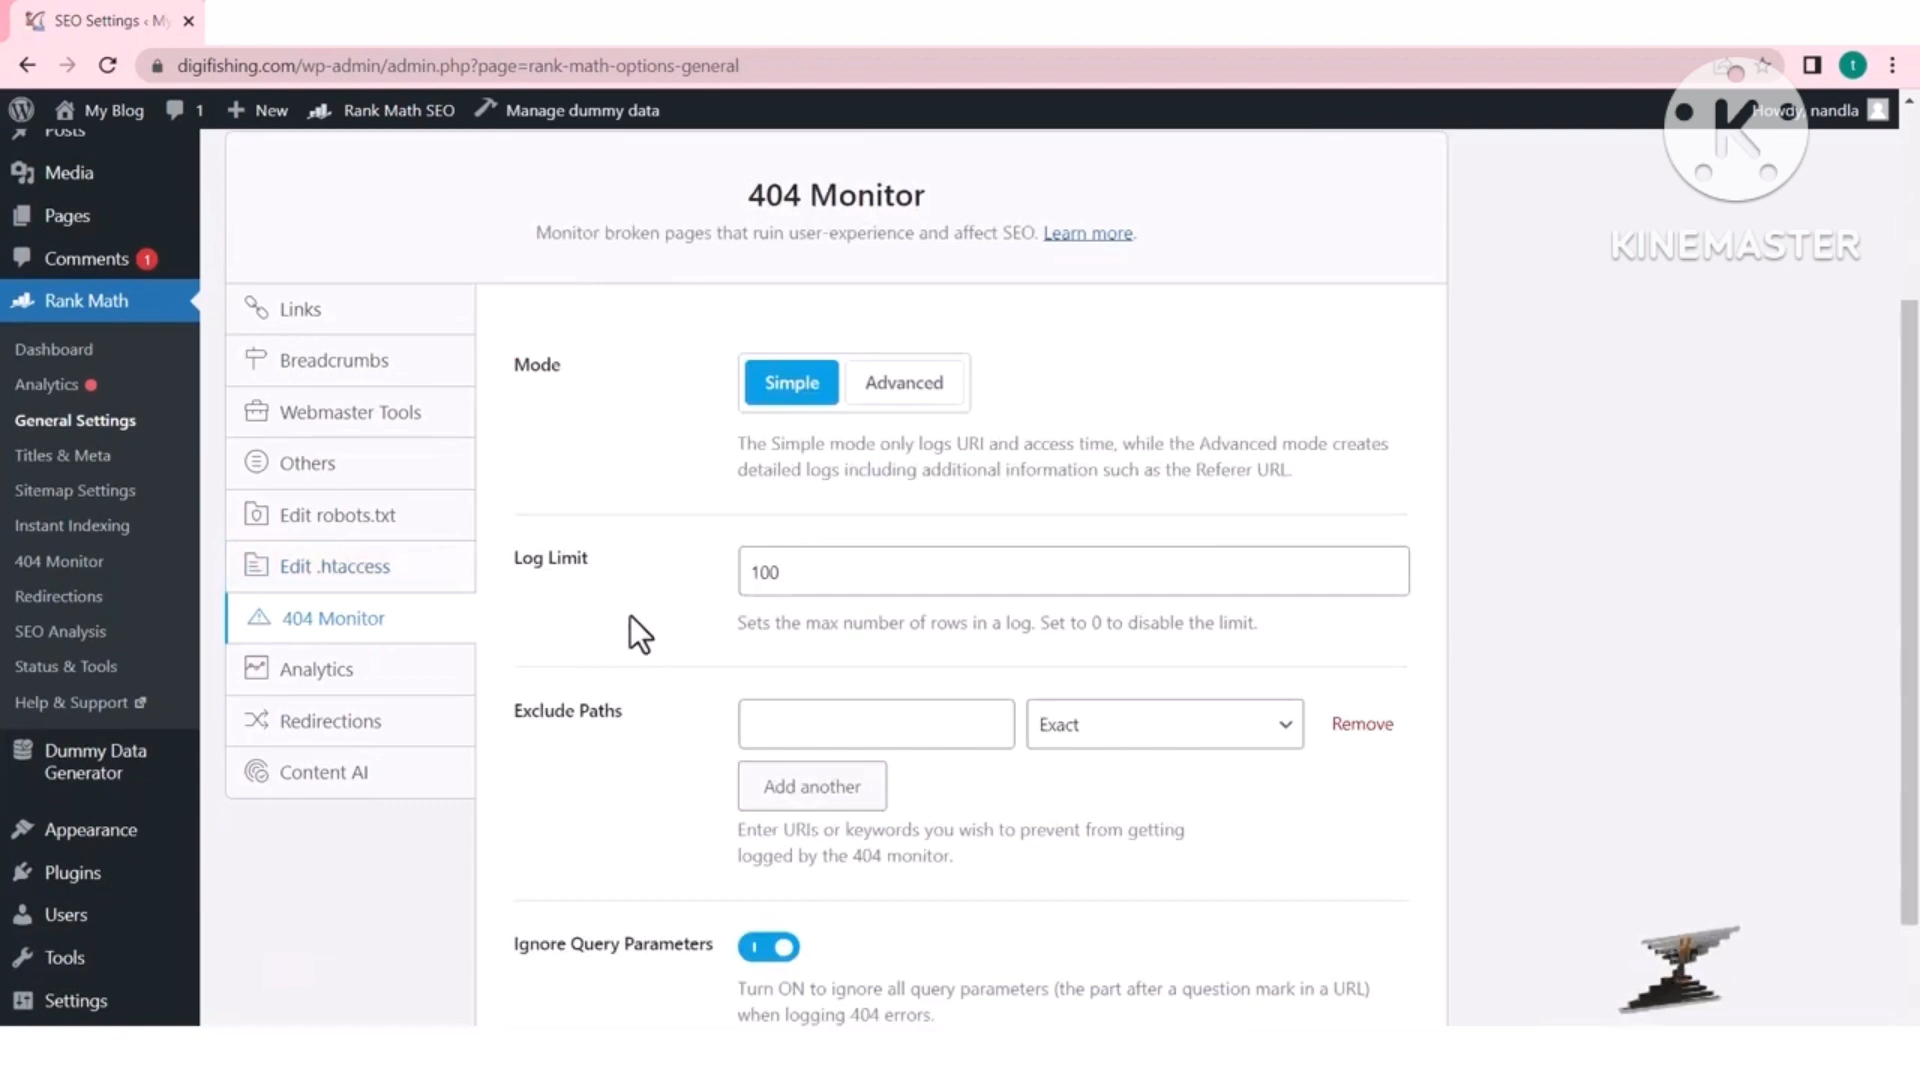 SEO Settings ‹ My
digifishing.com/wp-admin/admin.php?page=rank-math-options-general
t
My Blog 1 New Rank Math SEO Manage dummy data Howdy, nandla
K
KINEMASTER
Posts
Media
Pages
Comments 1
Rank Math
Dashboard
Analytics
General Settings
Titles & Meta
Sitemap Settings
Instant Indexing
404 Monitor
Redirections
SEO Analysis
Status & Tools
Help & Support
Dummy Data
Generator
Appearance
Plugins
Users
Tools
Settings
404 Monitor
Monitor broken pages that ruin user-experience and affect SEO. Learn more.
Links
Breadcrumbs
Webmaster Tools
Others
Edit robots.txt
Edit .htaccess
404 Monitor
Analytics
Redirections
Content AI
Mode
Simple Advanced
The Simple mode only logs URI and access time, while the Advanced mode creates
detailed logs including additional information such as the Referer URL.
Log Limit
100
Sets the max number of rows in a log. Set to 0 to disable the limit.
Exclude Paths
Exact Remove
Add another
Enter URIs or keywords you wish to prevent from getting
logged by the 404 monitor.
Ignore Query Parameters
Turn ON to ignore all query parameters (the part after a question mark in a URL)
when logging 404 errors.